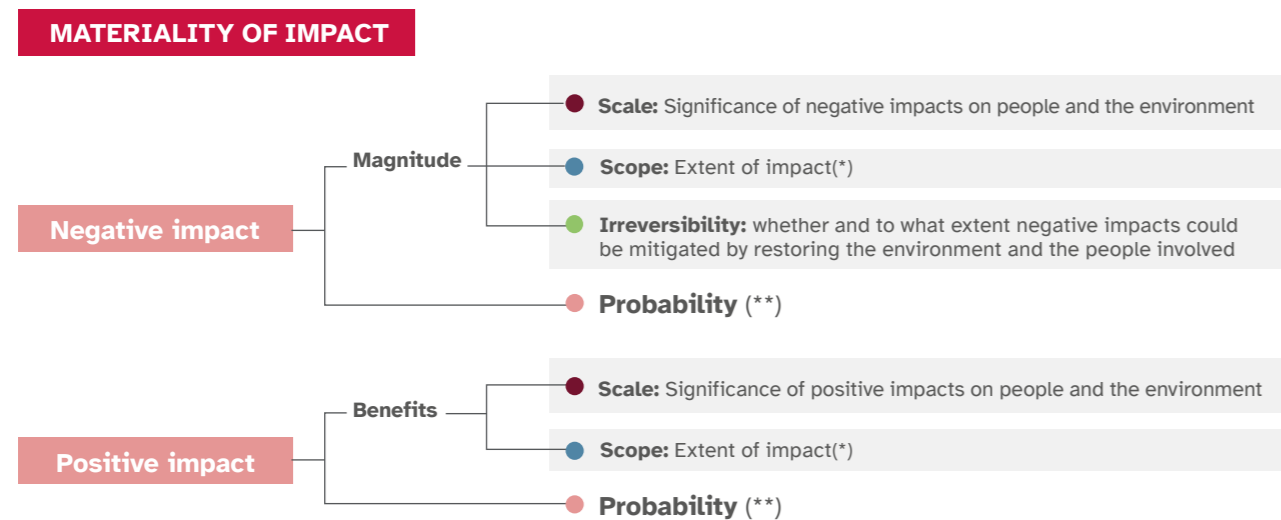 MATERIALITY OF IMPACT
Scale: Significance of negative impacts on people and the environment
Magnitude
Scope: Extent of impact(*)
Negative impact
Irreversibility: whether and to what extent negative impacts could
be mitigated by restoring the environment and the people involved
Probability (**)
Scale: Significance of positive impacts on people and the environment
Benefits
Scope: Extent of impact(*)
Positive impact
Probability (**)